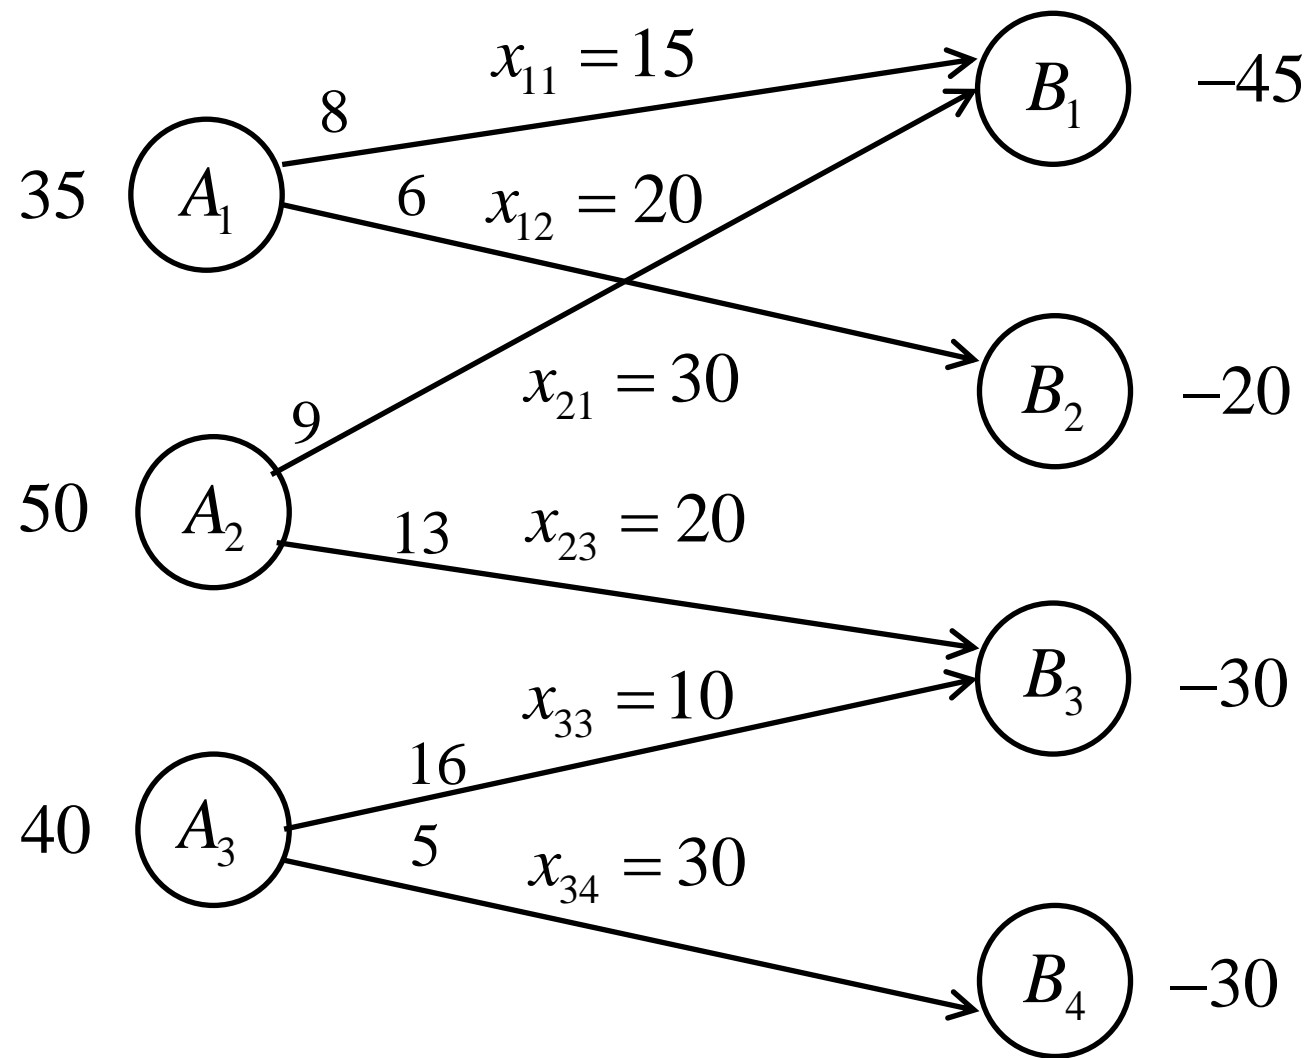 x₁₁ = 15
8
B₁
−45
35
A₁
6
x₁₂ = 20
x₂₁ = 30
B₂
−20
9
50
A₂
13
x₂₃ = 20
B₃
−30
x₃₃ = 10
16
40
A₃
5
x₃₄ = 30
B₄
−30